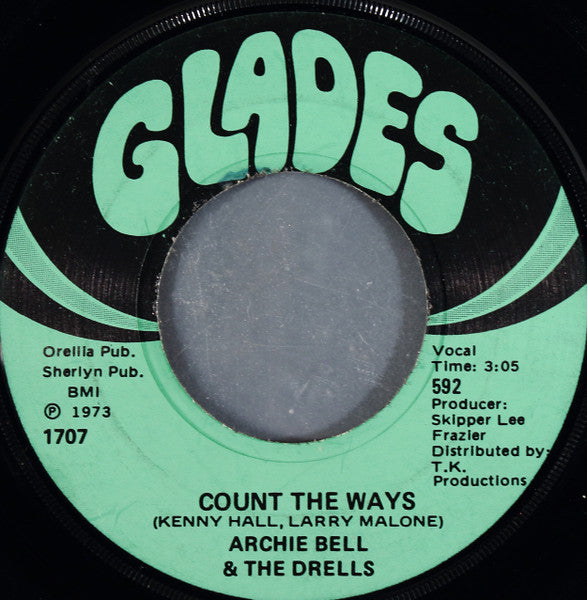 GLADES
Orellia Pub.
Sherlyn Pub.
BMI
℗ 1973
1707
Vocal
Time: 3:05
592
Producer:
Skipper Lee
Frazier
Distributed by:
T.K.
Productions
COUNT THE WAYS
(KENNY HALL, LARRY MALONE)
ARCHIE BELL
& THE DRELLS